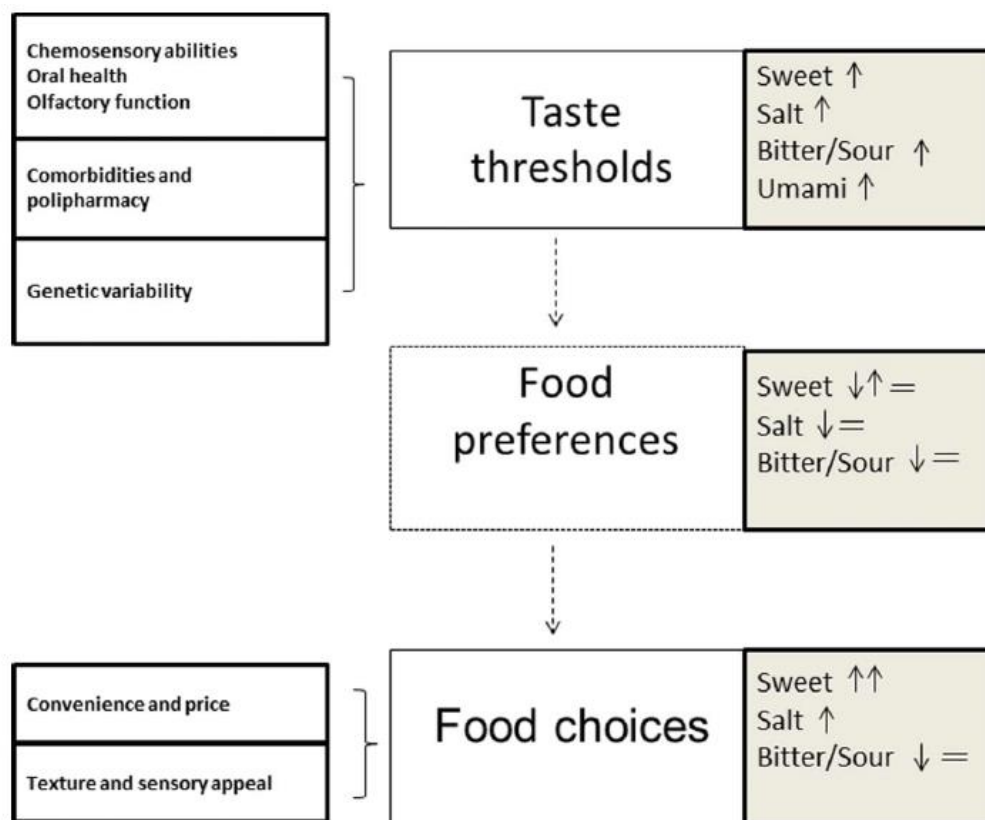 Chemosensory abilities
Oral health
Olfactory function
Comorbidities and
polipharmacy
Genetic variability
Taste
thresholds
Sweet ↑
Salt ↑
Bitter/Sour ↑
Umami ↑
Food
preferences
Sweet ↓↑=
Salt ↓=
Bitter/Sour ↓=
Convenience and price
Texture and sensory appeal
Food choices
Sweet ↑↑
Salt ↑
Bitter/Sour ↓=